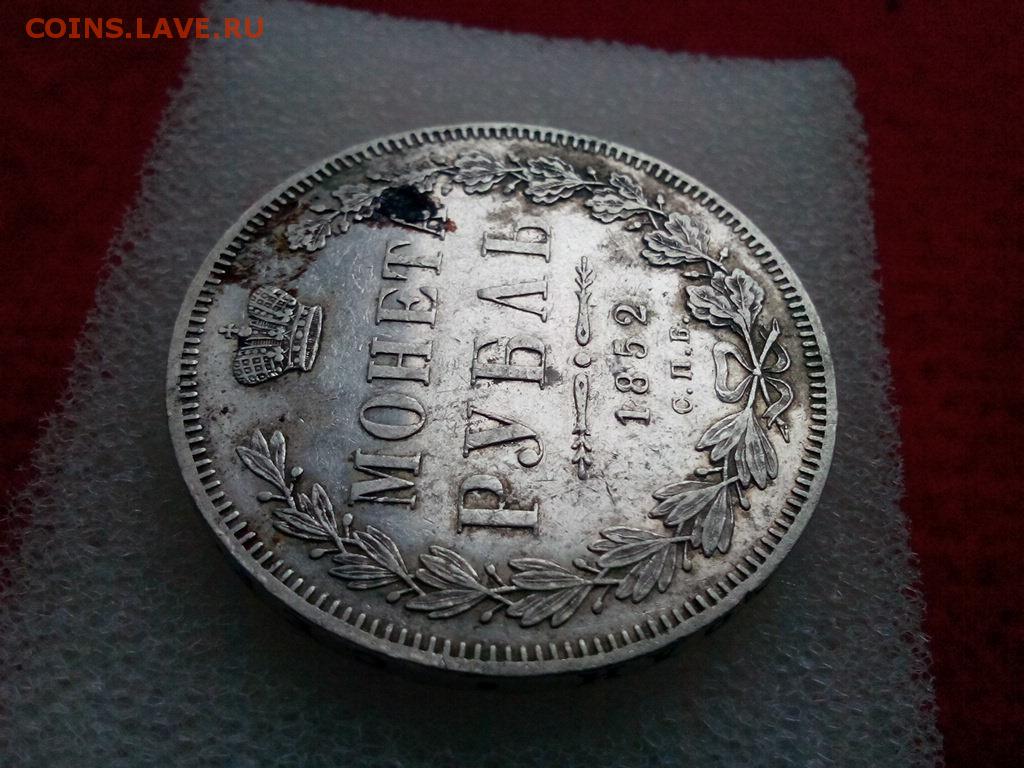 COINS.LAVE.RU
МОНЕТА
РУБЛЬ
1852
С.П.Б.